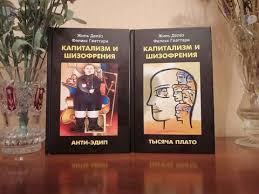 Жиль Делёз
Феликс Гваттари
КАПИТАЛИЗМ И
ШИЗОФРЕНИЯ
АНТИ-ЭДИП
Жиль Делёз
Феликс Гваттари
КАПИТАЛИЗМ И
ШИЗОФРЕНИЯ
ТЫСЯЧА ПЛАТО